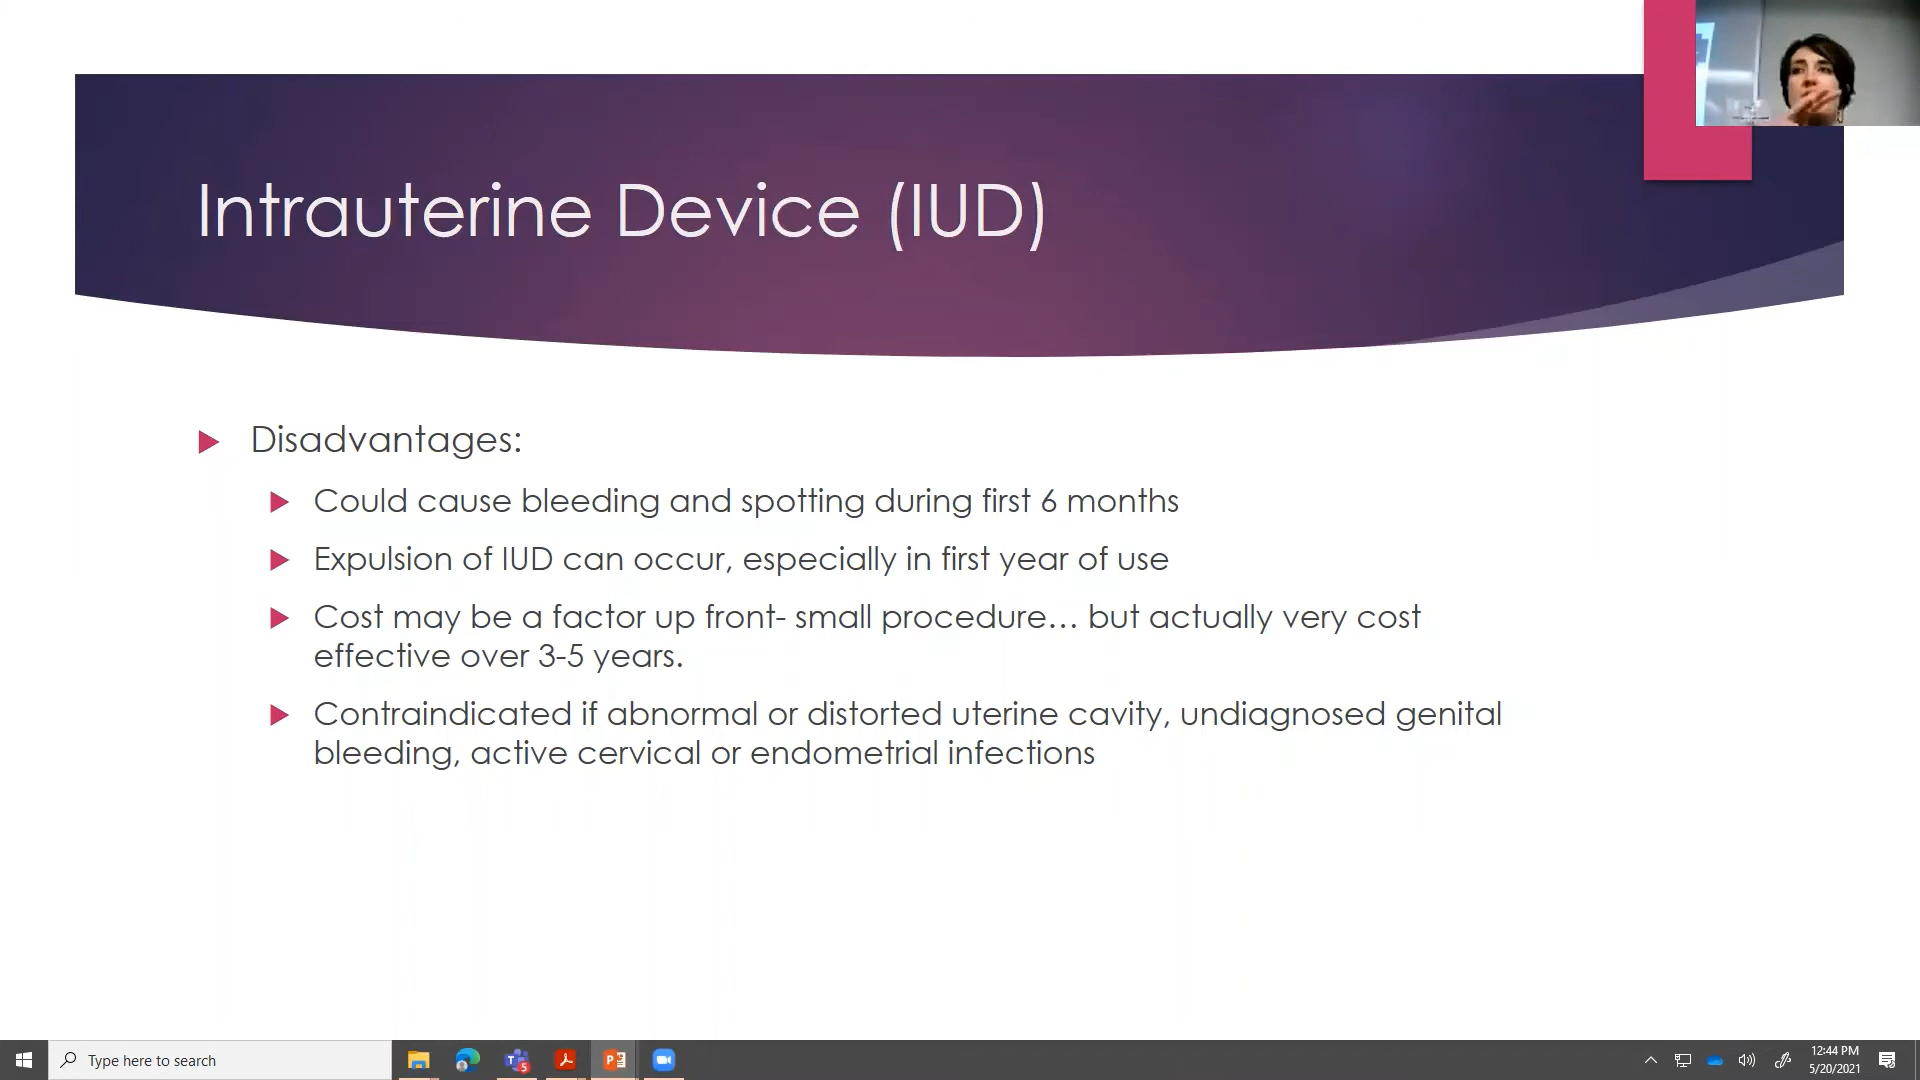 Intrauterine Device (IUD)
Disadvantages:
Could cause bleeding and spotting during first 6 months
Expulsion of IUD can occur, especially in first year of use
Cost may be a factor up front- small procedure... but actually very cost
effective over 3-5 years.
Contraindicated if abnormal or distorted uterine cavity, undiagnosed genital
bleeding, active cervical or endometrial infections
Type here to search
5
12:44 PM
5/20/2021